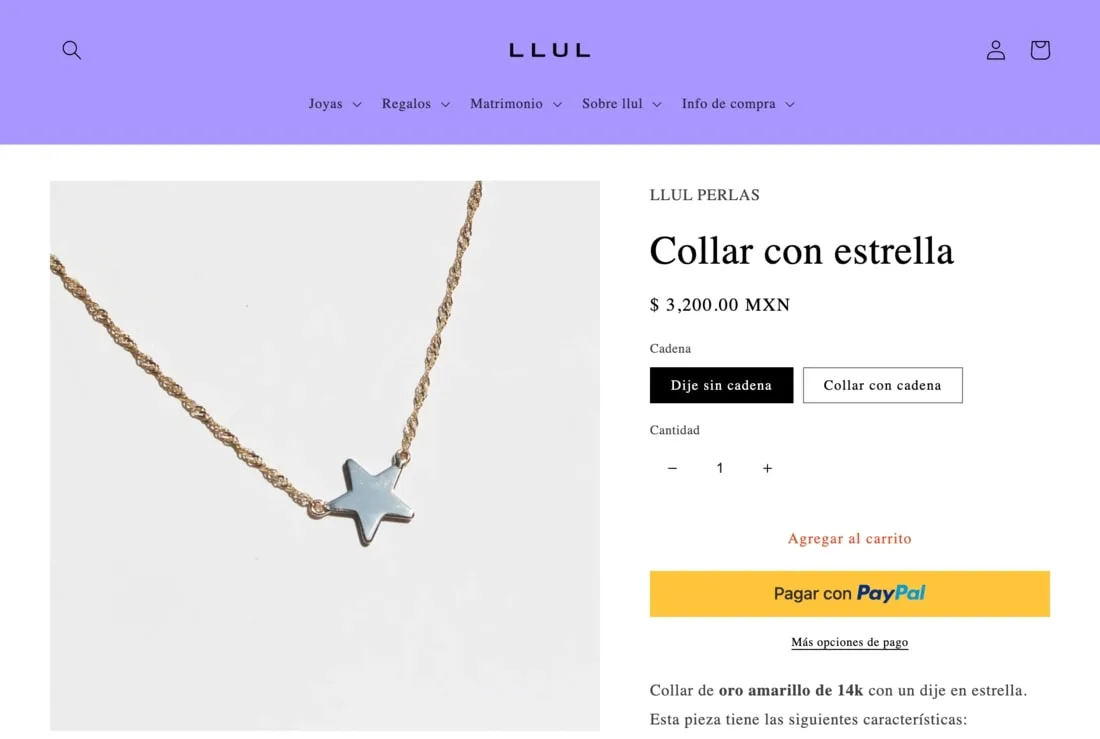 LLUL
Joyas Regalos Matrimonio Sobre llul Info de compra
LLUL PERLAS
Collar con estrella
$ 3,200.00 MXN
Cadena
Dije sin cadena Collar con cadena
Cantidad
− 1 +
Agregar al carrito
Pagar con PayPal
Más opciones de pago
Collar de oro amarillo de 14k con un dije en estrella.
Esta pieza tiene las siguientes características: